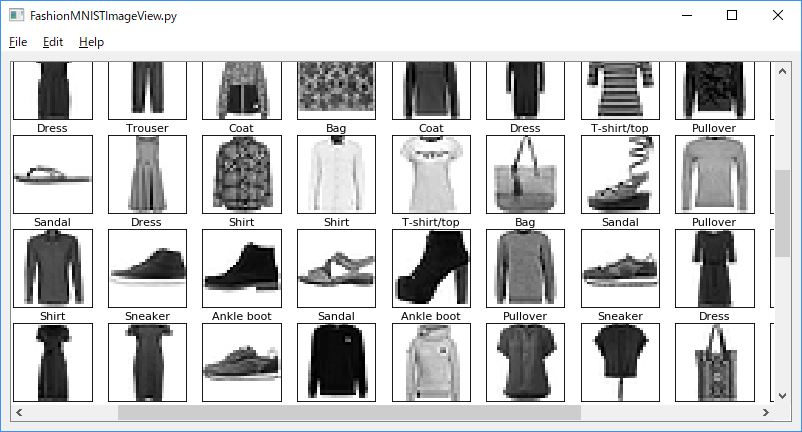 FashionMNISTImageView.py
File Edit Help
Dress Trouser Coat Bag Coat Dress T-shirt/top Pullover
Sandal Dress Shirt Shirt T-shirt/top Bag Sandal Pullover
Shirt Sneaker Ankle boot Sandal Ankle boot Pullover Sneaker Dress